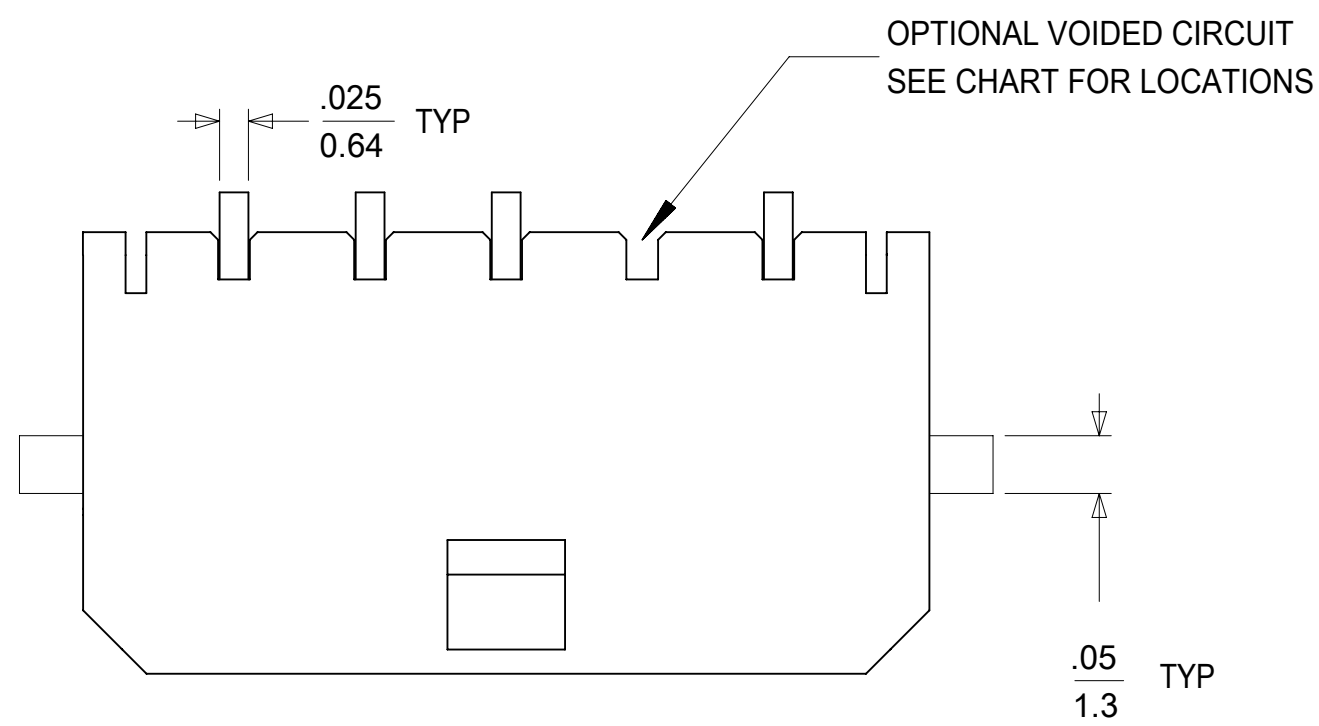 OPTIONAL VOIDED CIRCUIT
SEE CHART FOR LOCATIONS
.025
0.64
TYP
.05
1.3
TYP